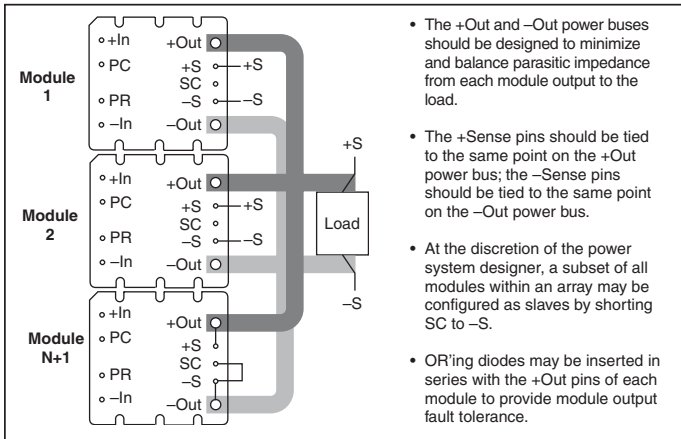 Module
1
+In
PC
PR
–In
+Out
+S
SC
–S
–Out
+S
–S
Module
2
+In
PC
PR
–In
+Out
+S
SC
–S
–Out
+S
–S
Module
N+1
+In
PC
PR
–In
+Out
+S
SC
–S
–Out
+S
Load
–S
• The +Out and –Out power buses
should be designed to minimize
and balance parasitic impedance
from each module output to the
load.
• The +Sense pins should be tied
to the same point on the +Out
power bus; the –Sense pins
should be tied to the same point
on the –Out power bus.
• At the discretion of the power
system designer, a subset of all
modules within an array may be
configured as slaves by shorting
SC to –S.
• OR'ing diodes may be inserted in
series with the +Out pins of each
module to provide module output
fault tolerance.